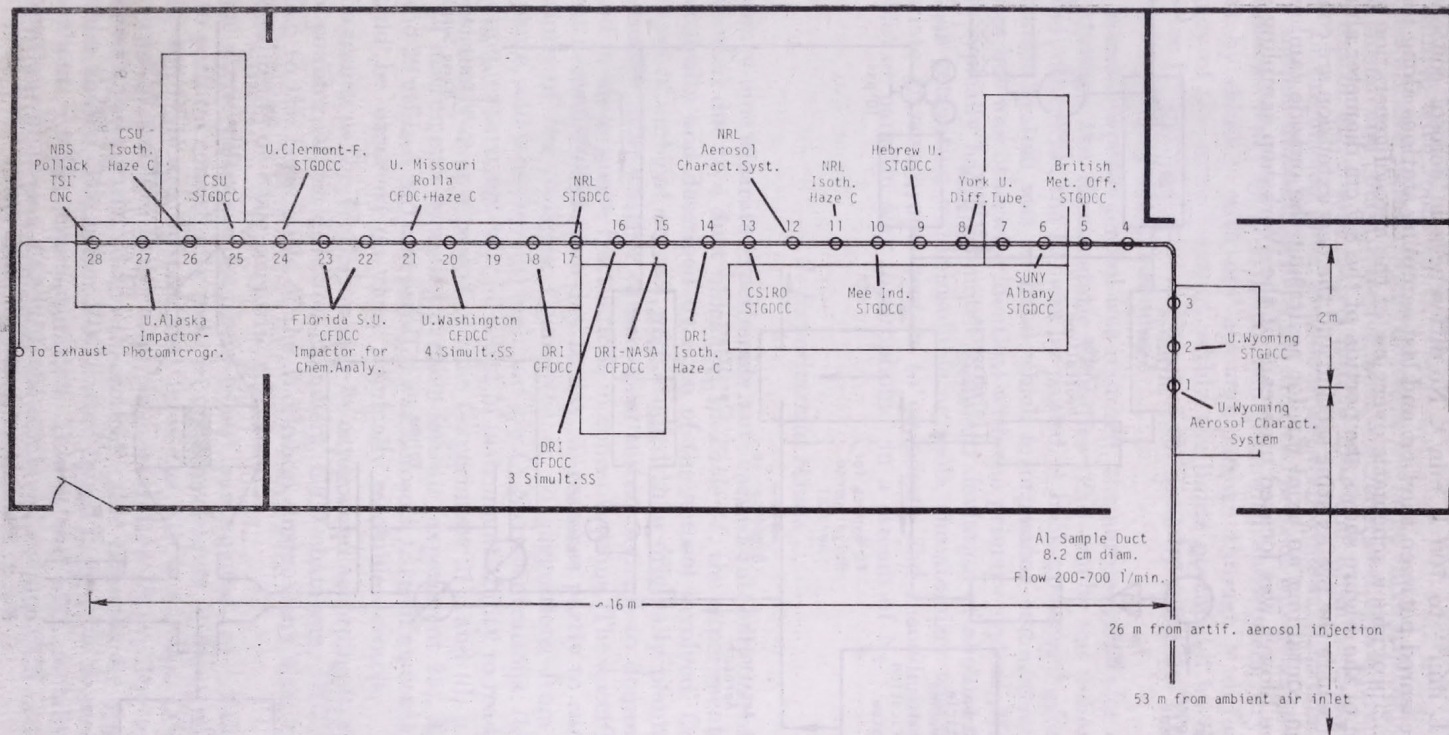 NBS
Pollack
TSI
CNC
CSU
Isoth.
Haze C
CSU
STGDCC
U.Clermont-F.
STGDCC
U. Missouri
Rolla
CFDC+Haze C
NRL
STGDCC
NRL
Aerosol
Charact.Syst.
NRL
Isoth.
Haze C
Hebrew U.
STGDCC
York U.
Diff.Tube
British
Met. Off.
STGDCC
28
27
26
25
24
23
22
21
20
19
18
17
16
15
14
13
12
11
10
9
8
7
6
5
4
3
2
1
To Exhaust
U.Alaska
Impactor-
Photomicrogr.
Florida S.U.
CFDCC
Impactor for
Chem.Analy.
U.Washington
CFDCC
4 Simult.SS
DRI
CFDCC
DRI
CFDCC
3 Simult.SS
DRI-NASA
CFDCC
DRI
Isoth.
Haze C
CSIRO
STGDCC
Mee Ind.
STGDCC
SUNY
Albany
STGDCC
U.Wyoming
STGDCC
U.Wyoming
Aerosol Charact.
System
2 m
Al Sample Duct
8.2 cm diam.
Flow 200-700 l/min.
~ 16 m
26 m from artif. aerosol injection
53 m from ambient air inlet